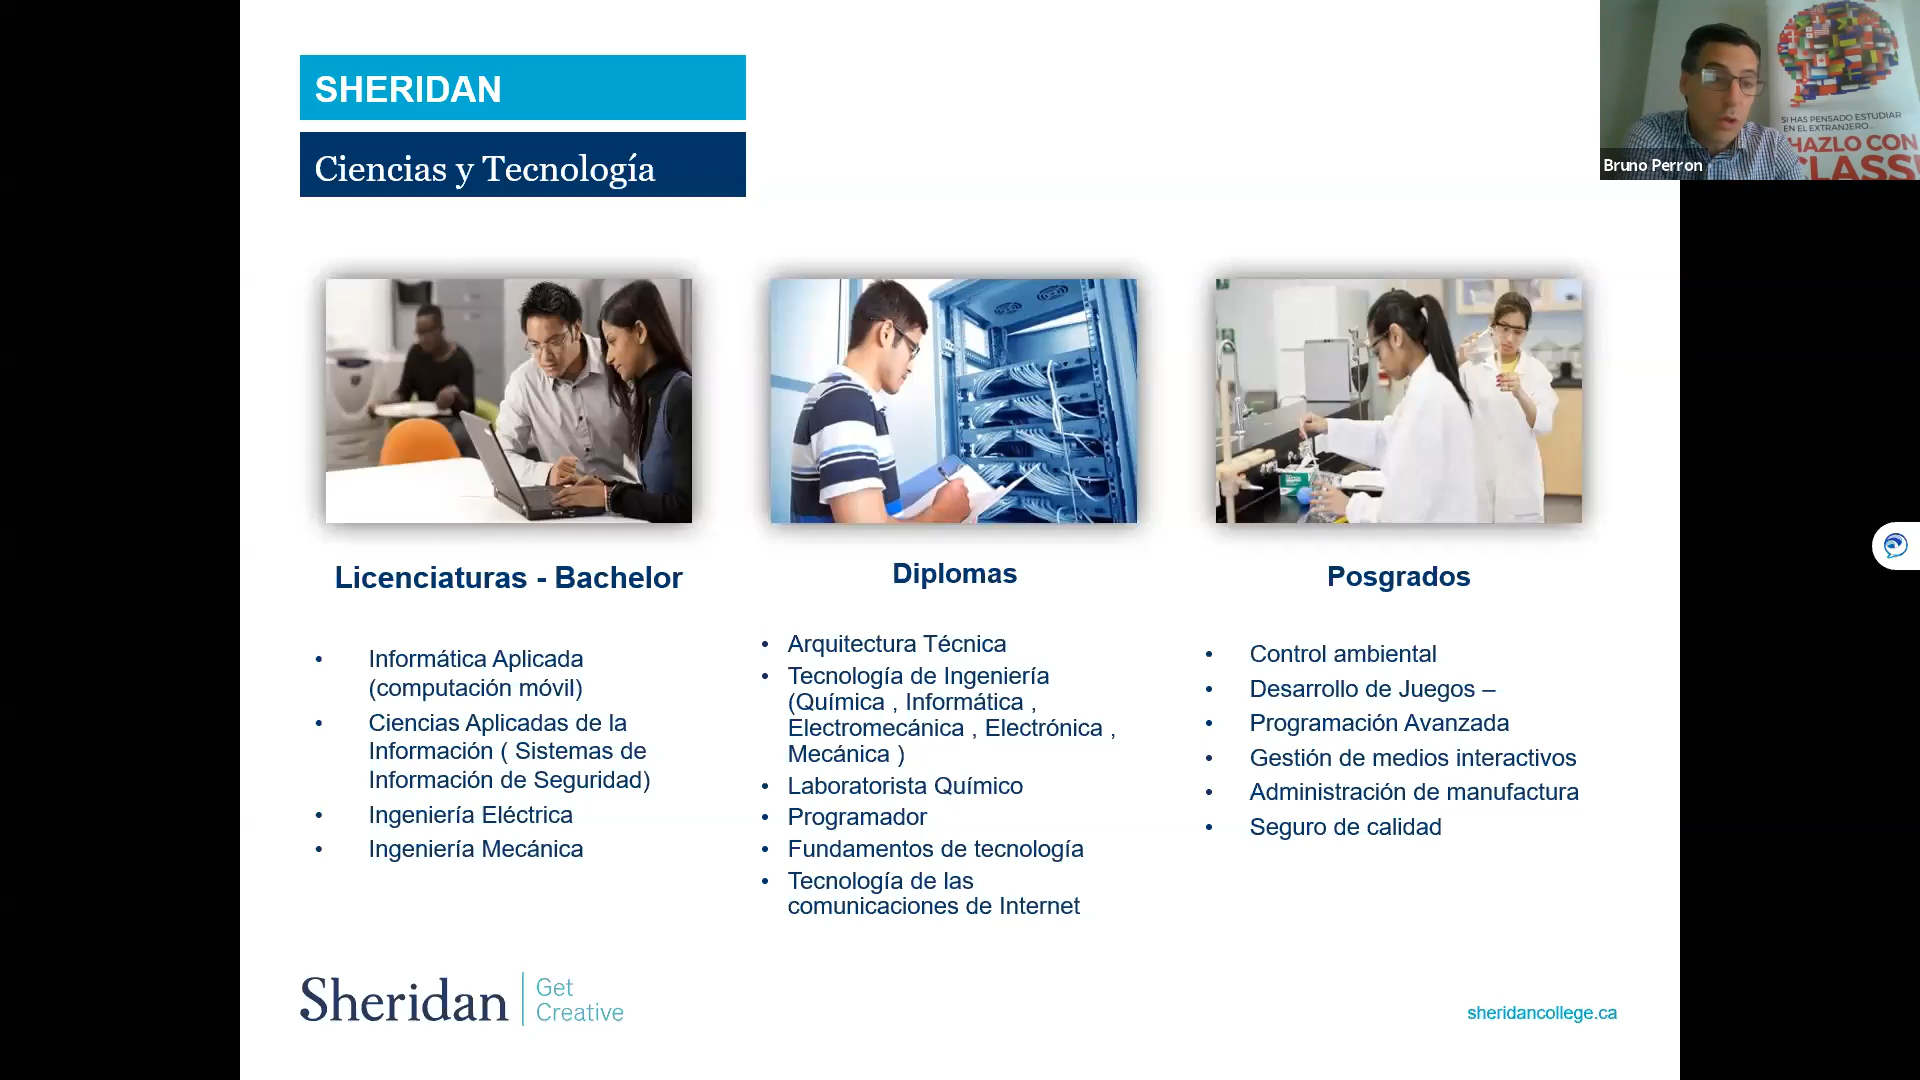 SHERIDAN
Ciencias y Tecnología
SI HAS PENSADO ESTUDIAR
EN EL EXTRANJERO...
HAZLO CON
CLASS
Bruno Perron
Licenciaturas - Bachelor
• Informática Aplicada
(computación móvil)
• Ciencias Aplicadas de la
Información ( Sistemas de
Información de Seguridad)
• Ingeniería Eléctrica
• Ingeniería Mecánica
Diplomas
• Arquitectura Técnica
• Tecnología de Ingeniería
(Química , Informática ,
Electromecánica , Electrónica ,
Mecánica )
• Laboratorista Químico
• Programador
• Fundamentos de tecnología
• Tecnología de las
comunicaciones de Internet
Posgrados
• Control ambiental
• Desarrollo de Juegos –
• Programación Avanzada
• Gestión de medios interactivos
• Administración de manufactura
• Seguro de calidad
Sheridan
Get
Creative
sheridancollege.ca